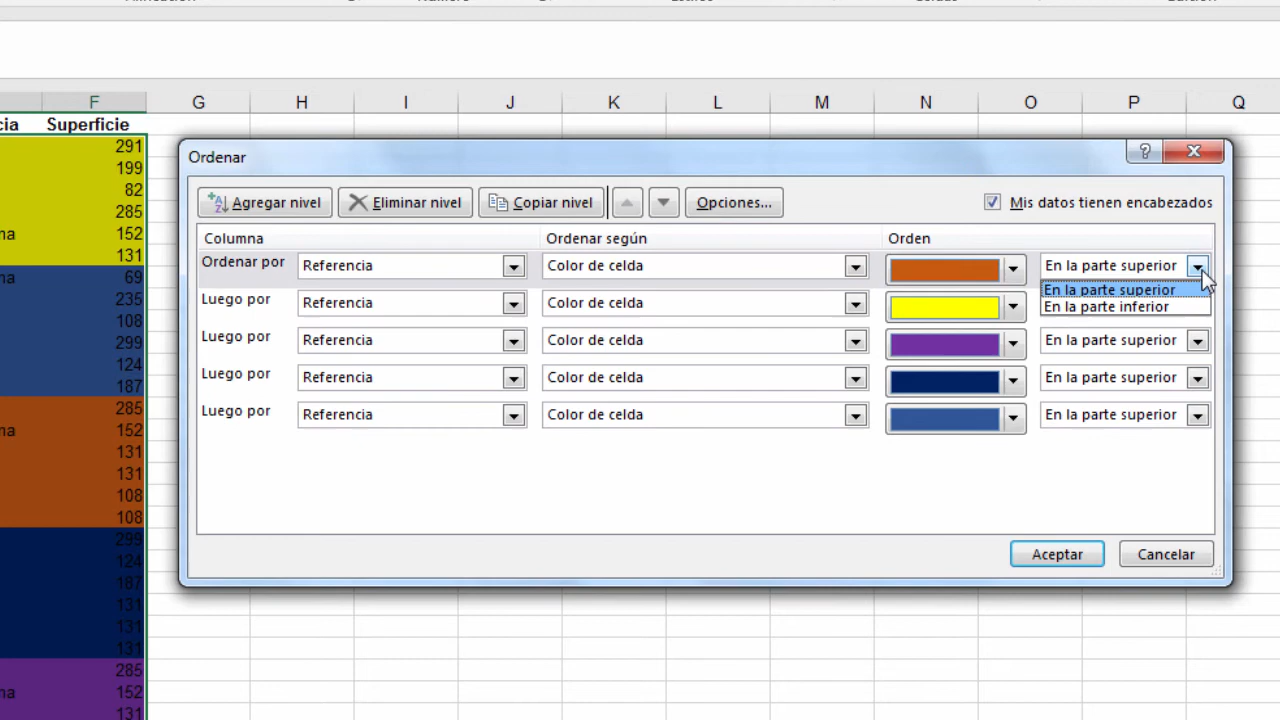 F G H I J K L M N O P Q
cia Superficie
291
199
82
285
ma 152
131
ma 69
235
108
299
124
187
285
ma 152
131
131
108
108
299
124
187
131
131
131
285
ma 152
131
Ordenar
Agregar nivel Eliminar nivel Copiar nivel Opciones... Mis datos tienen encabezados
Columna Ordenar según Orden
Ordenar por Referencia Color de celda En la parte superior
En la parte superior
En la parte inferior
Luego por Referencia Color de celda
Luego por Referencia Color de celda En la parte superior
Luego por Referencia Color de celda En la parte superior
Luego por Referencia Color de celda En la parte superior
Aceptar Cancelar